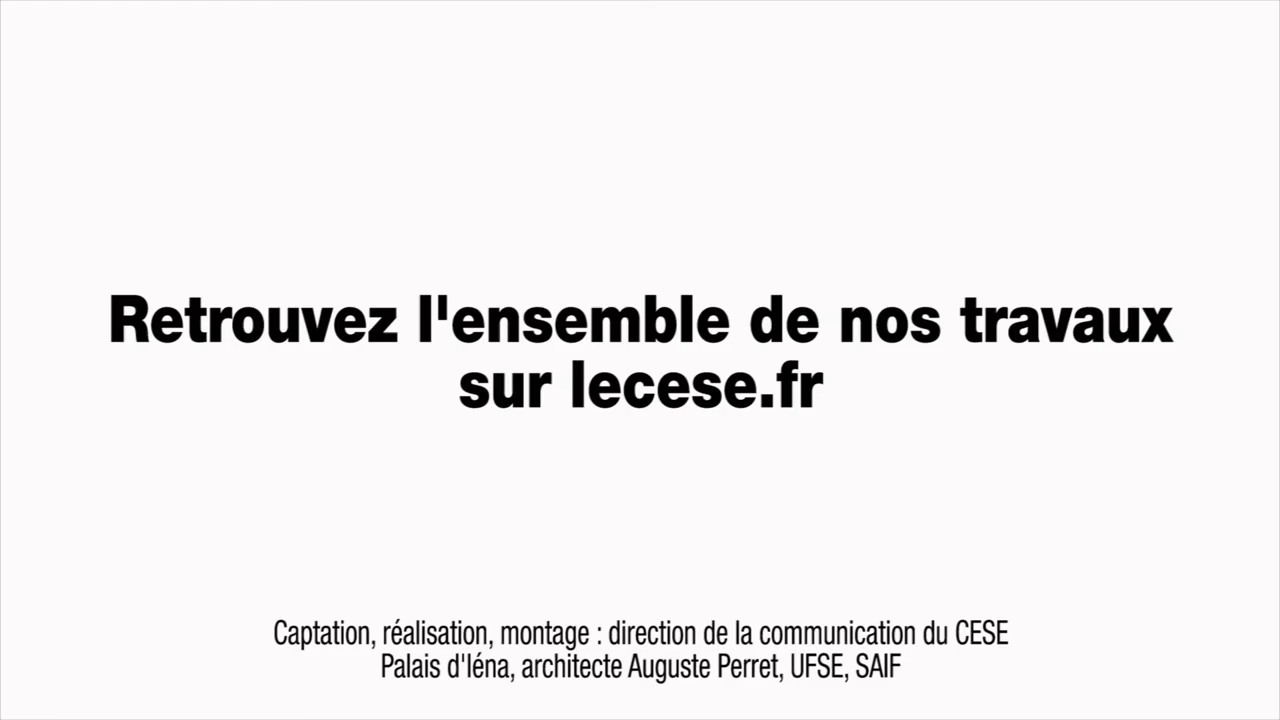 Retrouvez l'ensemble de nos travaux
sur lecese.fr
Captation, réalisation, montage : direction de la communication du CESE
Palais d'Iéna, architecte Auguste Perret, UFSE, SAIF